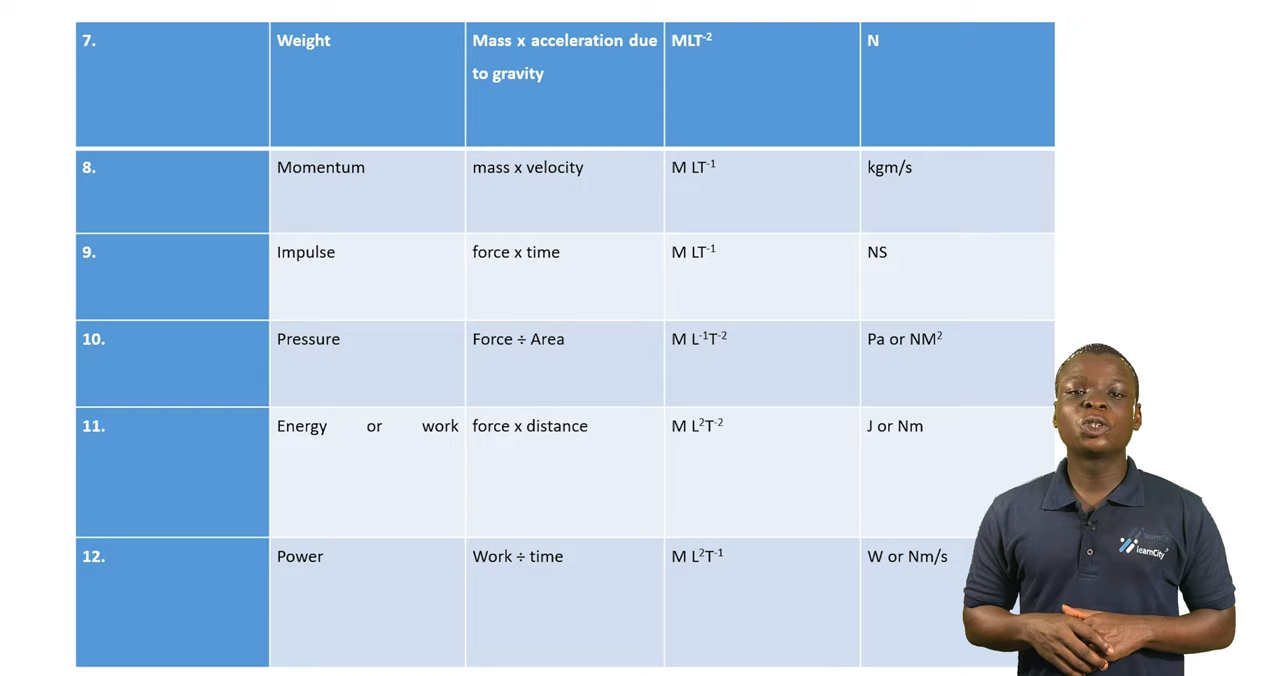 7. Weight Mass x acceleration due to gravity MLT⁻² N
8. Momentum mass x velocity M LT⁻¹ kgm/s
9. Impulse force x time M LT⁻¹ NS
10. Pressure Force ÷ Area M L⁻¹T⁻² Pa or NM²
11. Energy or work force x distance M L²T⁻² J or Nm
12. Power Work ÷ time M L²T⁻¹ W or Nm/s
learnCity